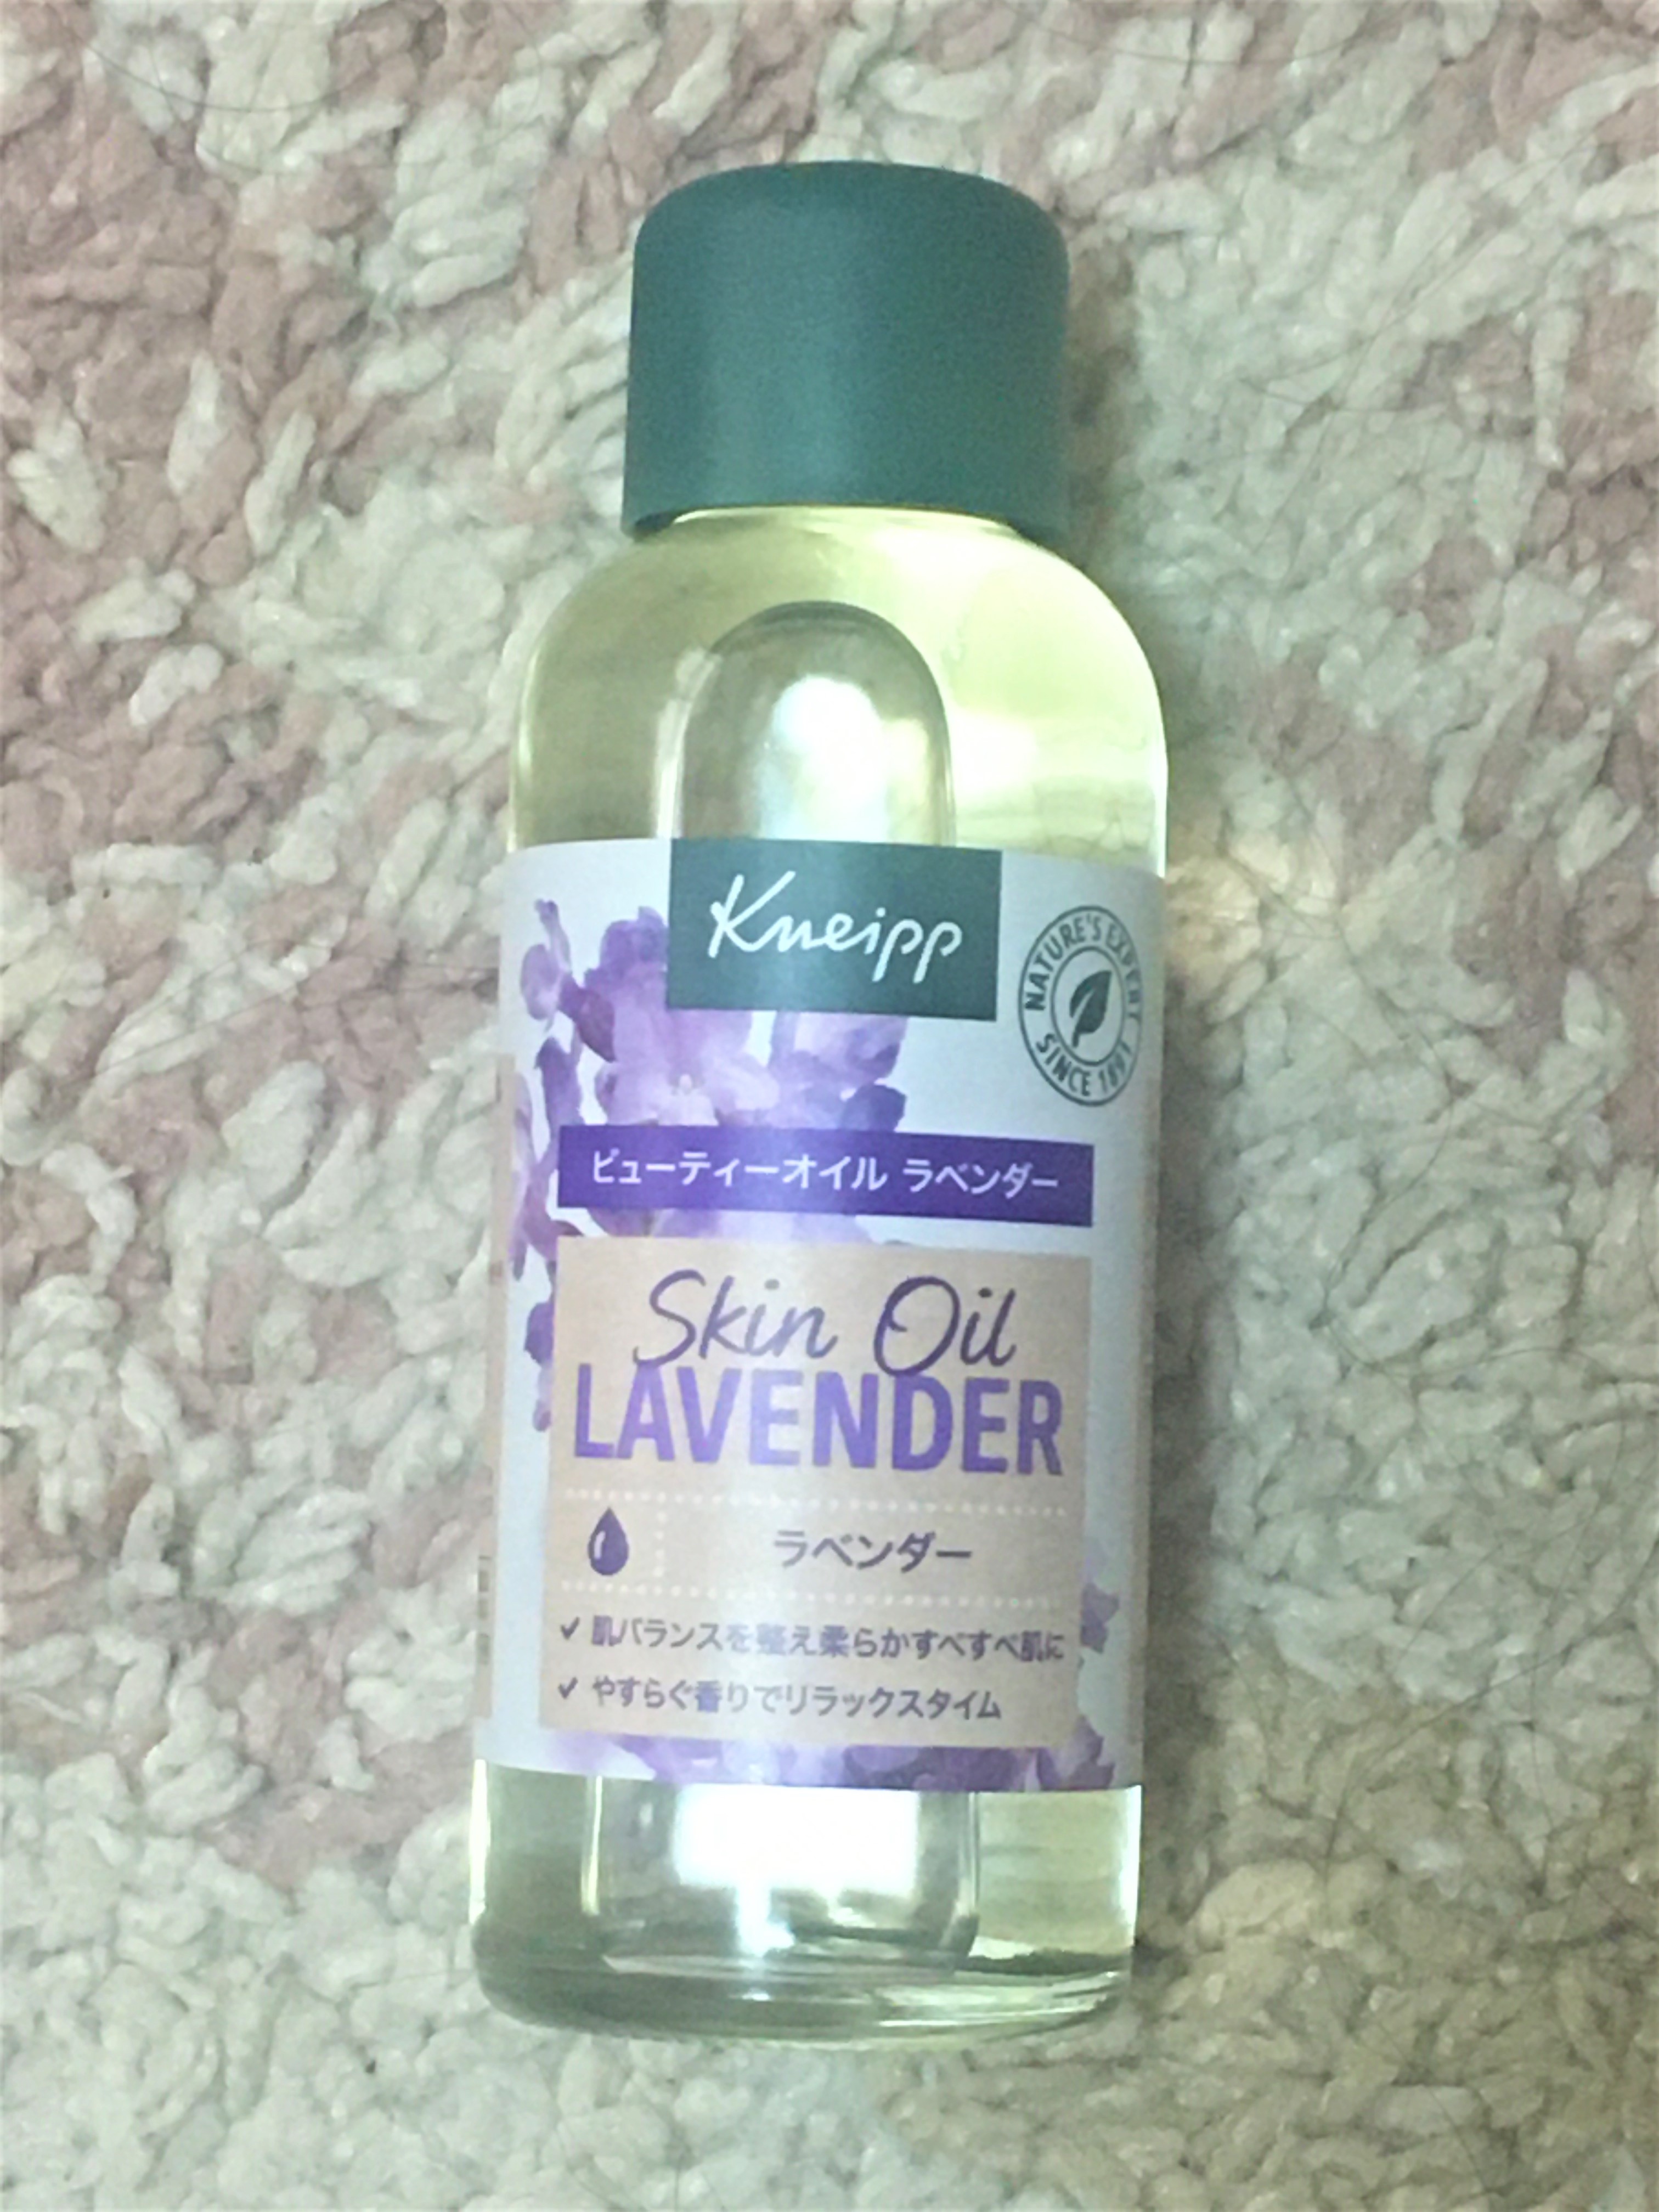 Kneipp
NATURE'S EXPERT
SINCE 1891
ビューティーオイル ラベンダー
Skin Oil
LAVENDER
ラベンダー
✓ 肌バランスを整え柔らかすべすべ肌に
✓ やすらぐ香りでリラックスタイム